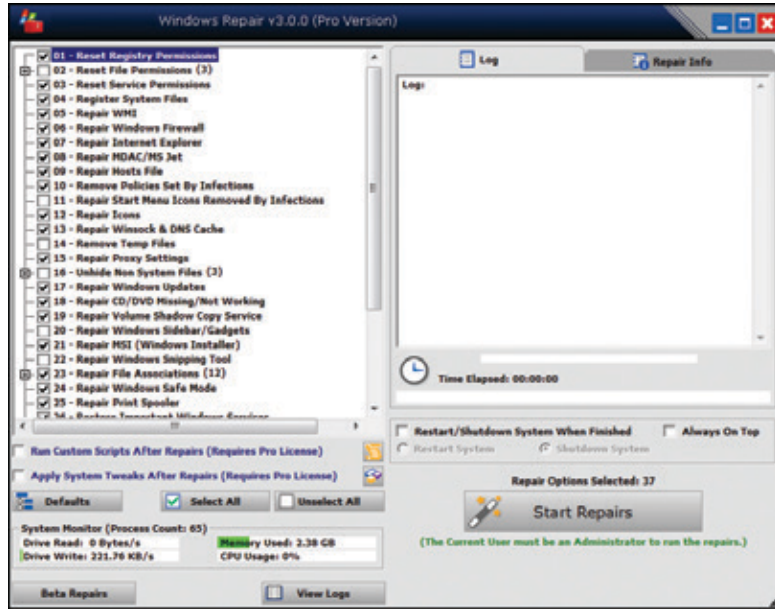 Windows Repair v3.0.0 (Pro Version)
01 - Reset Registry Permissions
02 - Reset File Permissions (3)
03 - Reset Service Permissions
04 - Register System Files
05 - Repair WMI
06 - Repair Windows Firewall
07 - Repair Internet Explorer
08 - Repair MDAC/MS Jet
09 - Repair Hosts File
10 - Remove Policies Set By Infections
11 - Repair Start Menu Icons Removed By Infections
12 - Repair Icons
13 - Repair Winsock & DNS Cache
14 - Remove Temp Files
15 - Repair Proxy Settings
16 - Unhide Non System Files (3)
17 - Repair Windows Updates
18 - Repair CD/DVD Missing/Not Working
19 - Repair Volume Shadow Copy Service
20 - Repair Windows Sidebar/Gadgets
21 - Repair MSI (Windows Installer)
22 - Repair Windows Snipping Tool
23 - Repair File Associations (12)
24 - Repair Windows Safe Mode
25 - Repair Print Spooler
26 - Restore Important Windows Services
Run Custom Scripts After Repairs (Requires Pro License)
Apply System Tweaks After Repairs (Requires Pro License)
Defaults
Select All
Unselect All
System Monitor (Process Count: 65)
Drive Read: 0 Bytes/s
Memory Used: 2.38 GB
Drive Write: 221.76 KB/s
CPU Usage: 0%
Beta Repairs
View Logs
Log
Repair Info
Log:
Time Elapsed: 00:00:00
Restart/Shutdown System When Finished
Always On Top
Restart System
Shutdown System
Repair Options Selected: 37
Start Repairs
(The Current User must be an Administrator to run the repairs.)